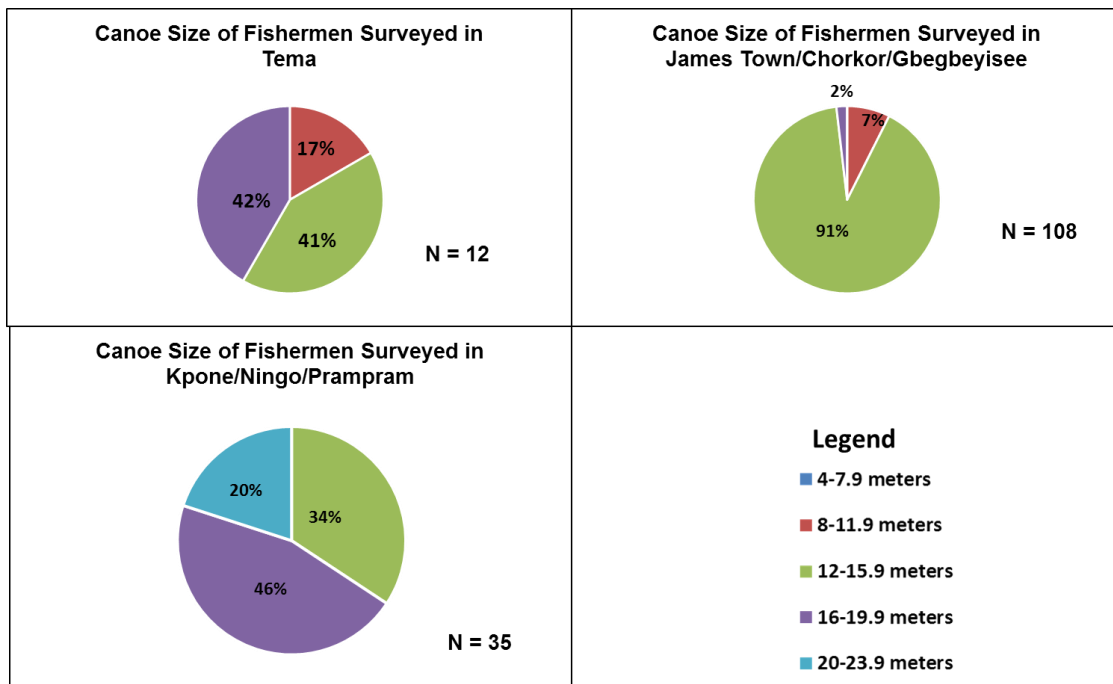 Canoe Size of Fishermen Surveyed in
Tema
17%
42%
41%
N = 12
Canoe Size of Fishermen Surveyed in
James Town/Chorkor/Gbegbeyisee
2%
7%
91%
N = 108
Canoe Size of Fishermen Surveyed in
Kpone/Ningo/Prampram
20%
34%
46%
N = 35
Legend
4-7.9 meters
8-11.9 meters
12-15.9 meters
16-19.9 meters
20-23.9 meters